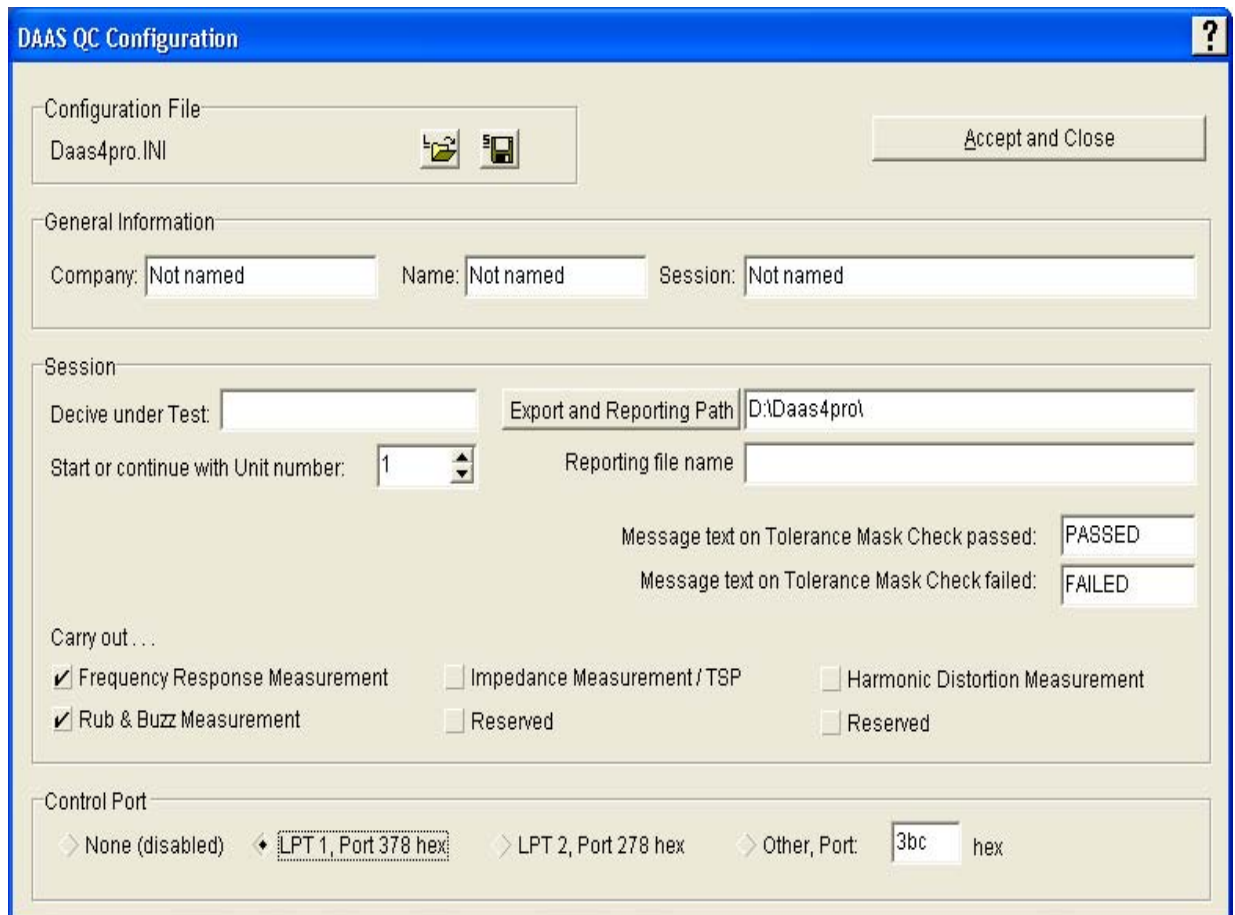 DAAS QC Configuration
?
Configuration File
Daas4pro.INI
L
S
Accept and Close
General Information
Company: Not named
Name: Not named
Session: Not named
Session
Decive under Test:
Export and Reporting Path D:\Daas4pro\
Start or continue with Unit number: 1
Reporting file name
Message text on Tolerance Mask Check passed: PASSED
Message text on Tolerance Mask Check failed: FAILED
Carry out . . .
Frequency Response Measurement
Impedance Measurement / TSP
Harmonic Distortion Measurement
Rub & Buzz Measurement
Reserved
Reserved
Control Port
None (disabled)
LPT 1, Port 378 hex
LPT 2, Port 278 hex
Other, Port: 3bc hex